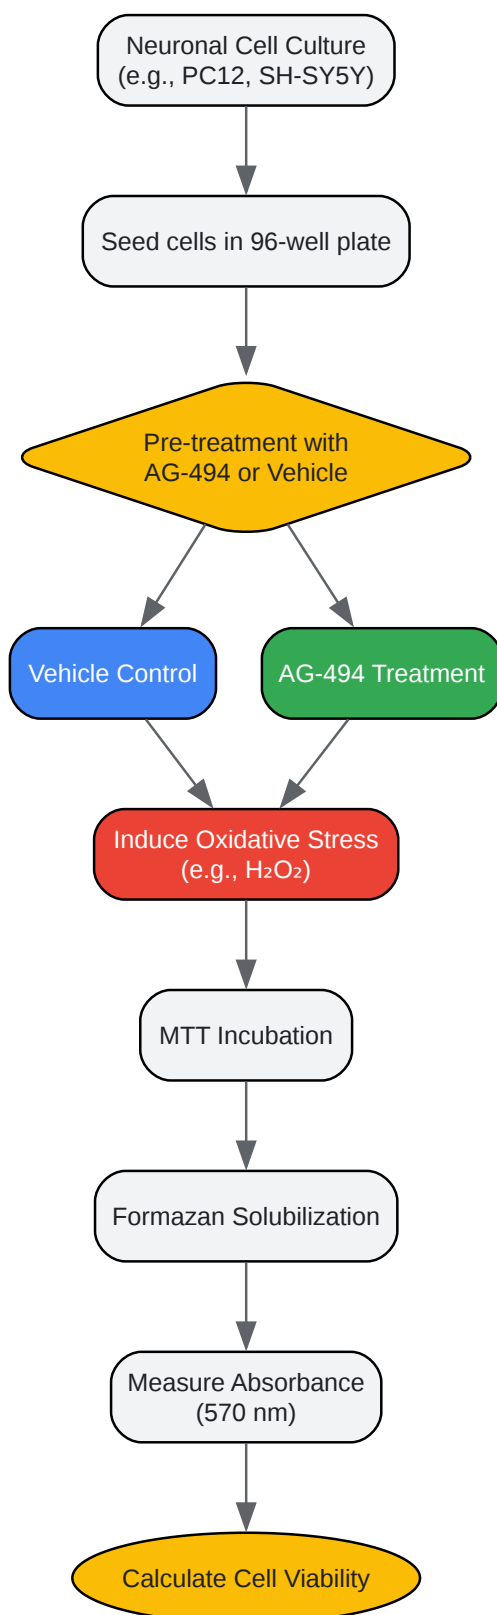 Neuronal Cell Culture
(e.g., PC12, SH-SY5Y)
Seed cells in 96-well plate
Pre-treatment with
AG-494 or Vehicle
Vehicle Control
AG-494 Treatment
Induce Oxidative Stress
(e.g., H₂O₂)
MTT Incubation
Formazan Solubilization
Measure Absorbance
(570 nm)
Calculate Cell Viability